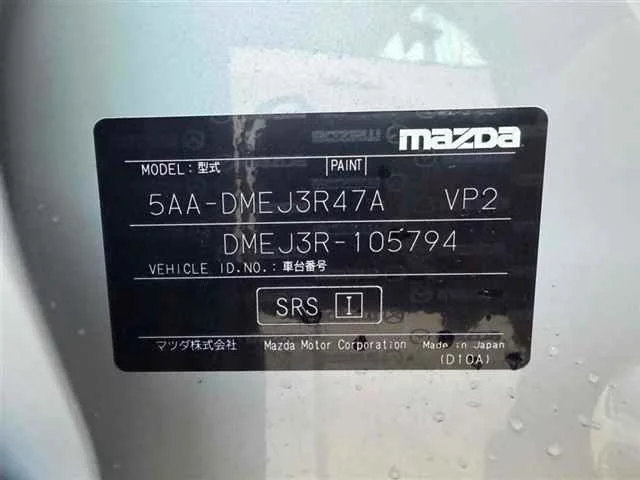 mazda
MODEL:型式 PAINT
5AA-DMEJ3R47A VP2
DMEJ3R-105794
VEHICLE ID.NO.:車台番号
SRS I
マツダ株式会社 Mazda Motor Corporation Made in Japan
(D10A)